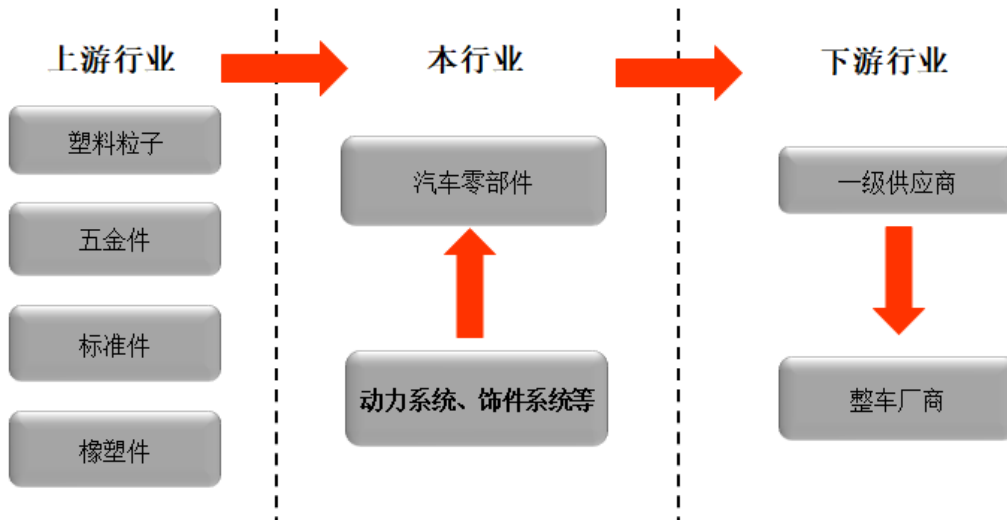 上游行业
本行业
下游行业
塑料粒子
五金件
标准件
橡塑件
汽车零部件
动力系统、饰件系统等
一级供应商
整车厂商